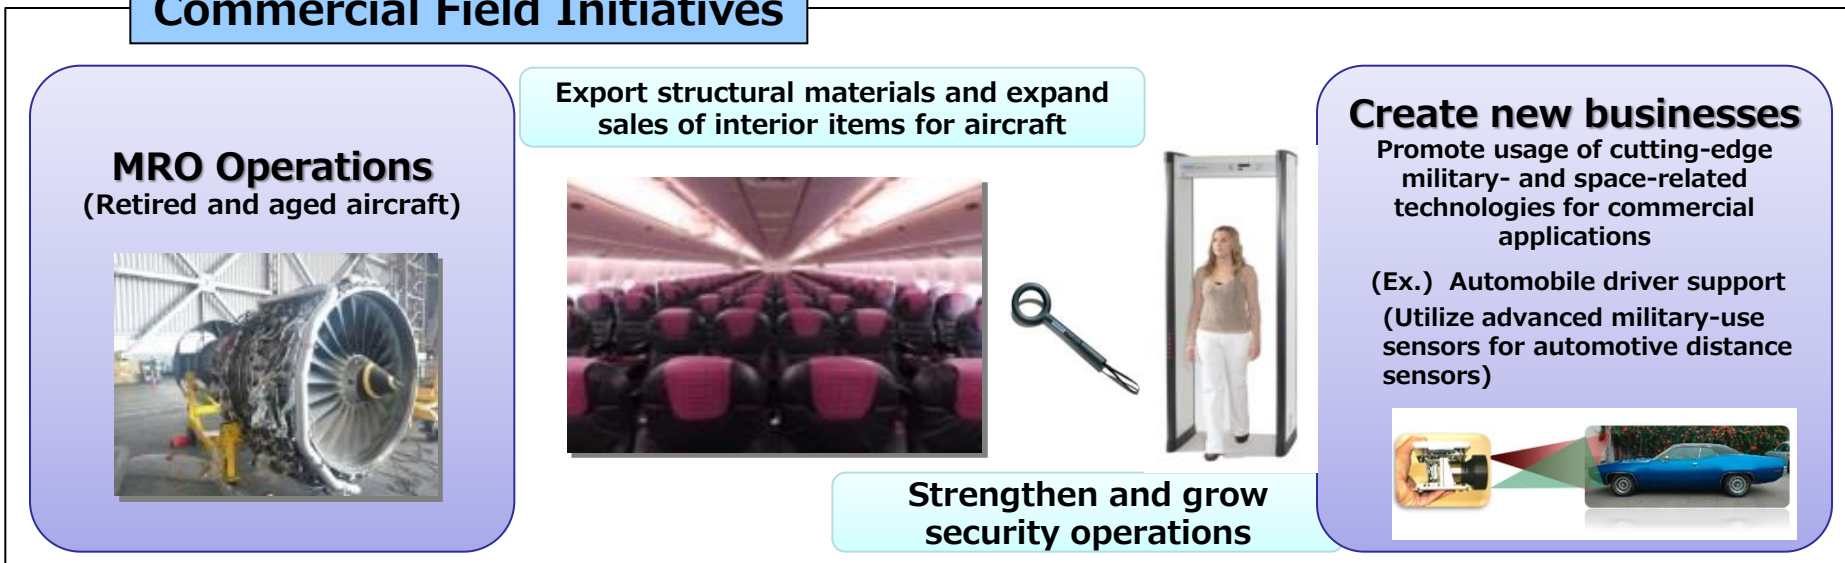 Commercial Field Initiatives
MRO Operations
(Retired and aged aircraft)
Export structural materials and expand
sales of interior items for aircraft
Strengthen and grow
security operations
Create new businesses
Promote usage of cutting-edge
military- and space-related
technologies for commercial
applications
(Ex.) Automobile driver support
(Utilize advanced military-use
sensors for automotive distance
sensors)